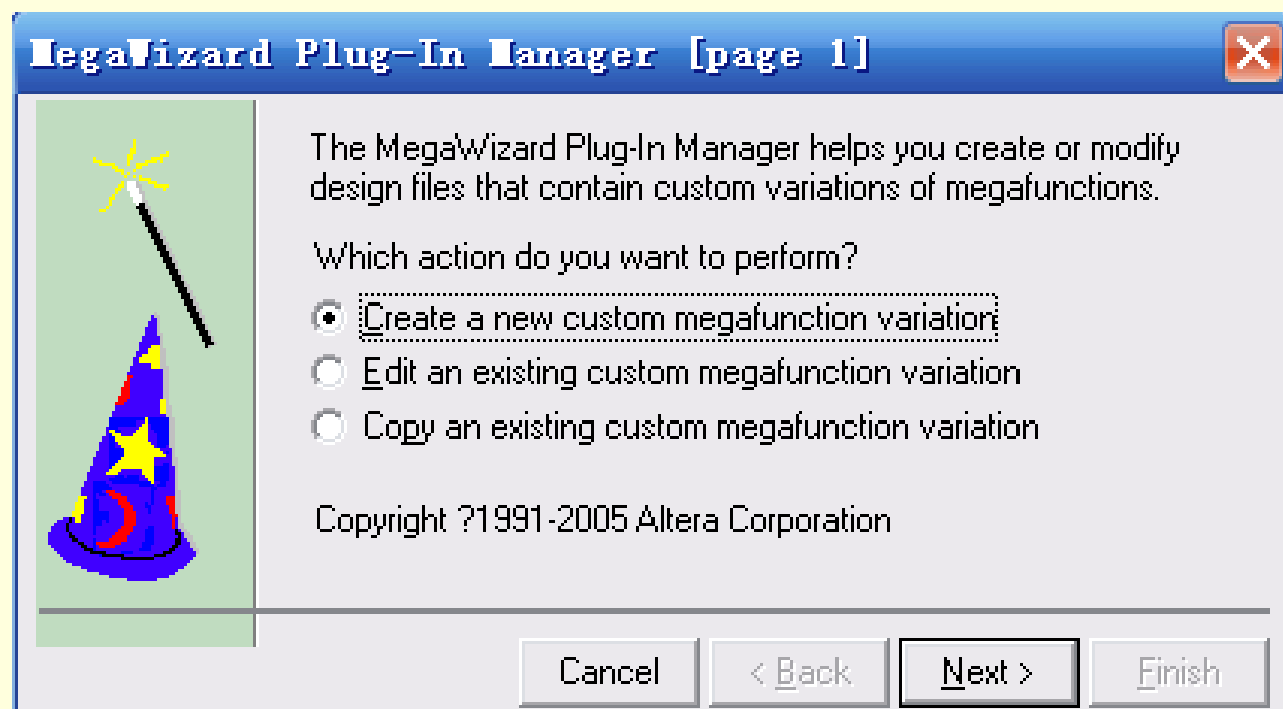 MegaWizard Plug-In Manager [page 1]
The MegaWizard Plug-In Manager helps you create or modify
design files that contain custom variations of megafunctions.
Which action do you want to perform?
Create a new custom megafunction variation
Edit an existing custom megafunction variation
Copy an existing custom megafunction variation
Copyright ?1991-2005 Altera Corporation
Cancel
< Back
Next >
Finish